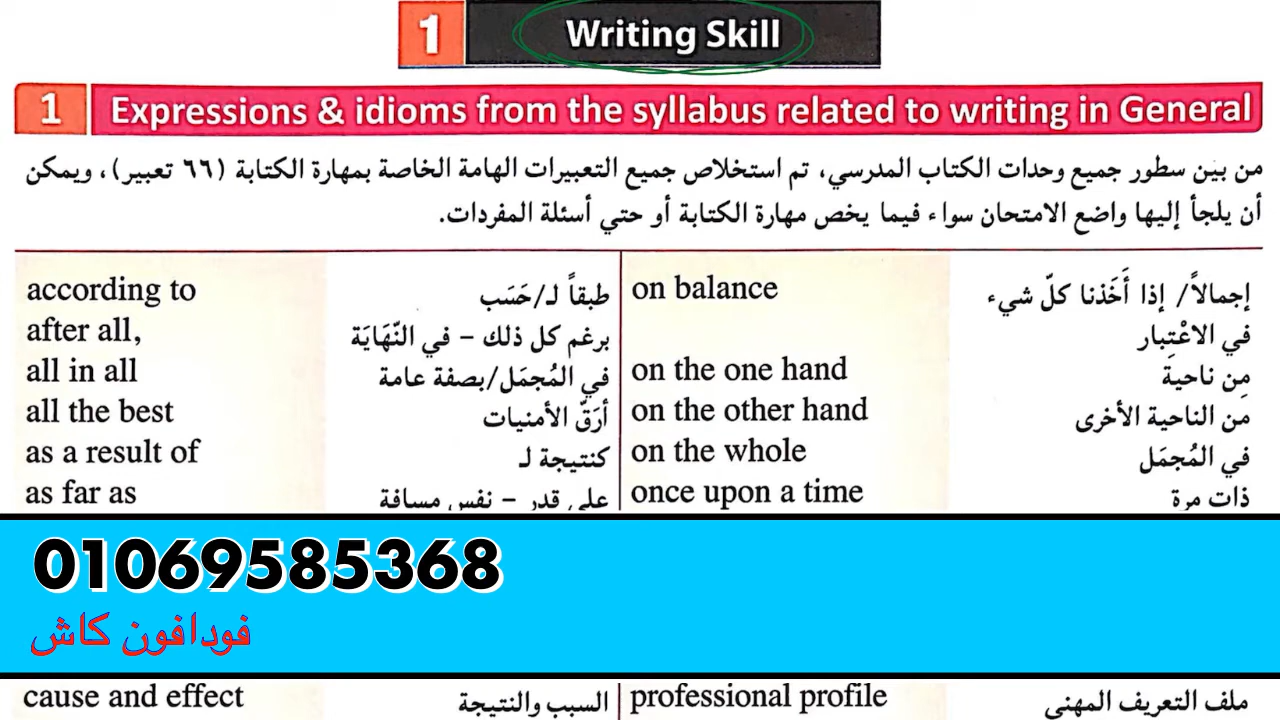 1 Writing Skill
1 Expressions & idioms from the syllabus related to writing in General
من بين سطور جميع وحدات الكتاب المدرسي، تم استخلاص جميع التعبيرات الهامة الخاصة بمهارة الكتابة (٦٦ تعبير)، ويمكن
أن يلجأ إليها واضع الامتحان سواء فيما يخص مهارة الكتابة أو حتي أسئلة المفردات.
according to طبقاً لـ/حَسَب
after all, برغم كل ذلك – في النّهَايَة
all in all في المُجمَل/بصفة عامة
all the best أرَقّ الأمنيات
as a result of كنتيجة لـ
as far as على قدر – نفس مسافة
on balance إجمالاً/ إذا أَخَذنا كلّ شيء
في الاعْتِبار
on the one hand مِن ناحية
on the other hand مِن الناحية الأخرى
on the whole في المُجمَل
once upon a time ذات مرة
01069585368
فودافون كاش
cause and effect السبب والنتيجة
professional profile ملف التعريف المهني